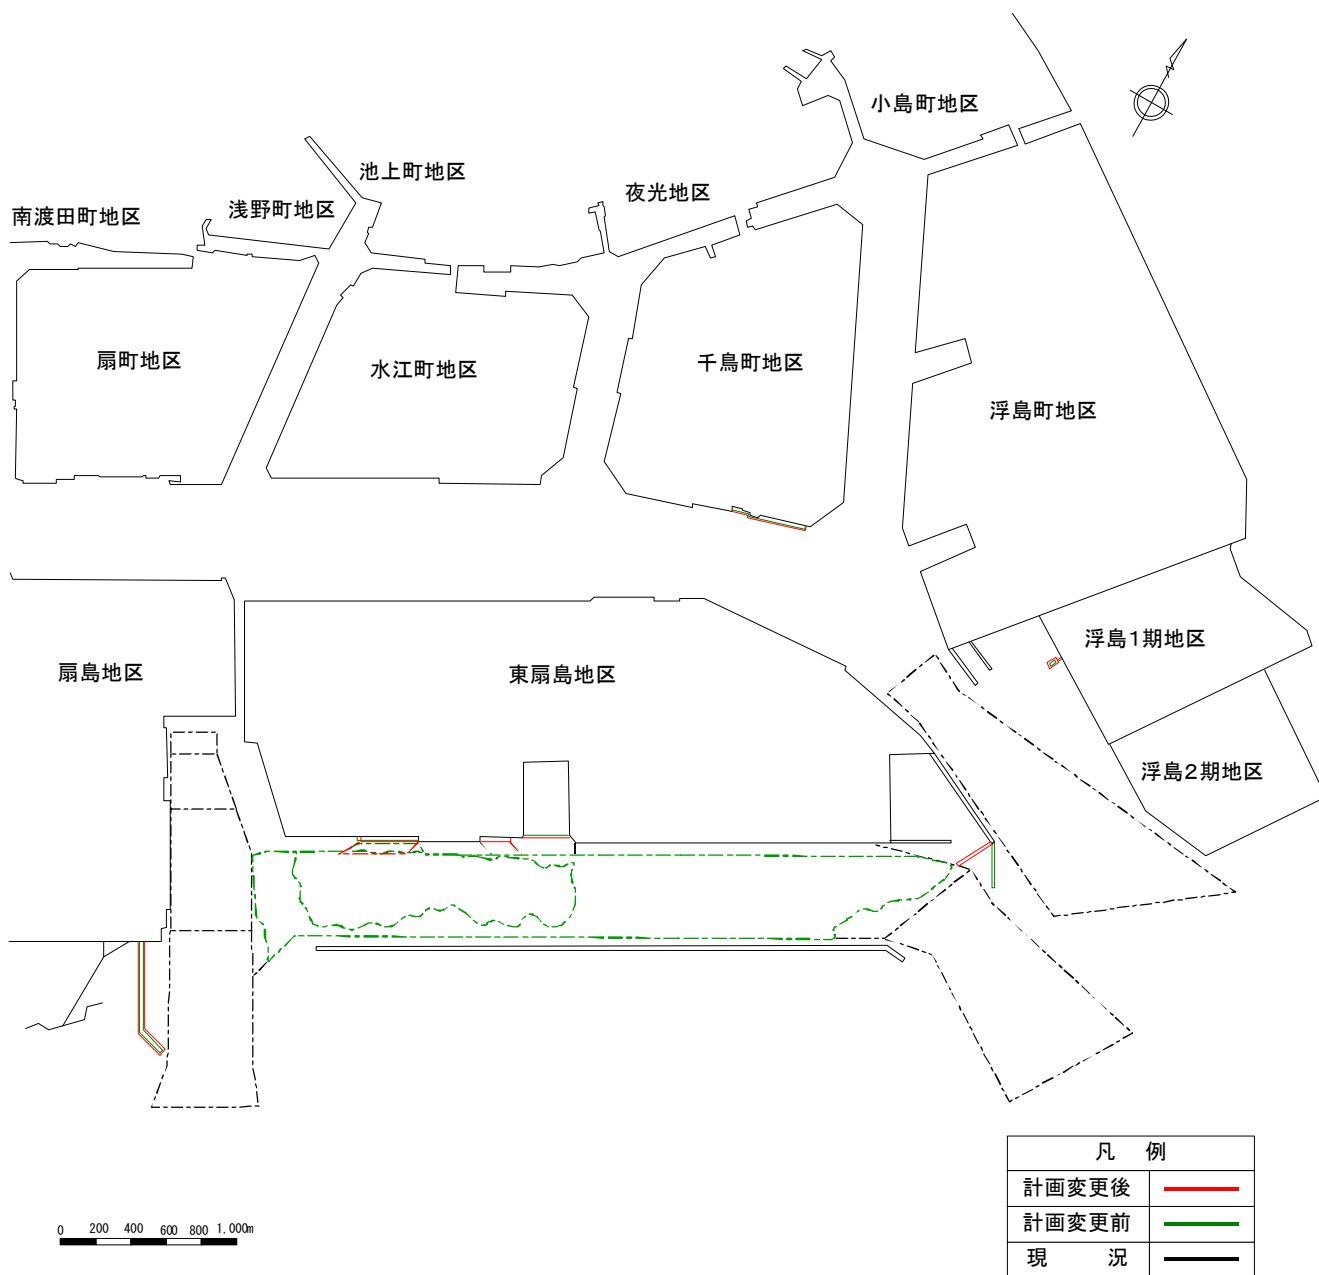 小島町地区
池上町地区
夜光地区
浅野町地区
南渡田町地区
扇町地区
水江町地区
千鳥町地区
浮島町地区
浮島1期地区
扇島地区
東扇島地区
浮島2期地区
凡 例
計画変更後
計画変更前
現 況
0 200 400 600 800 1,000m